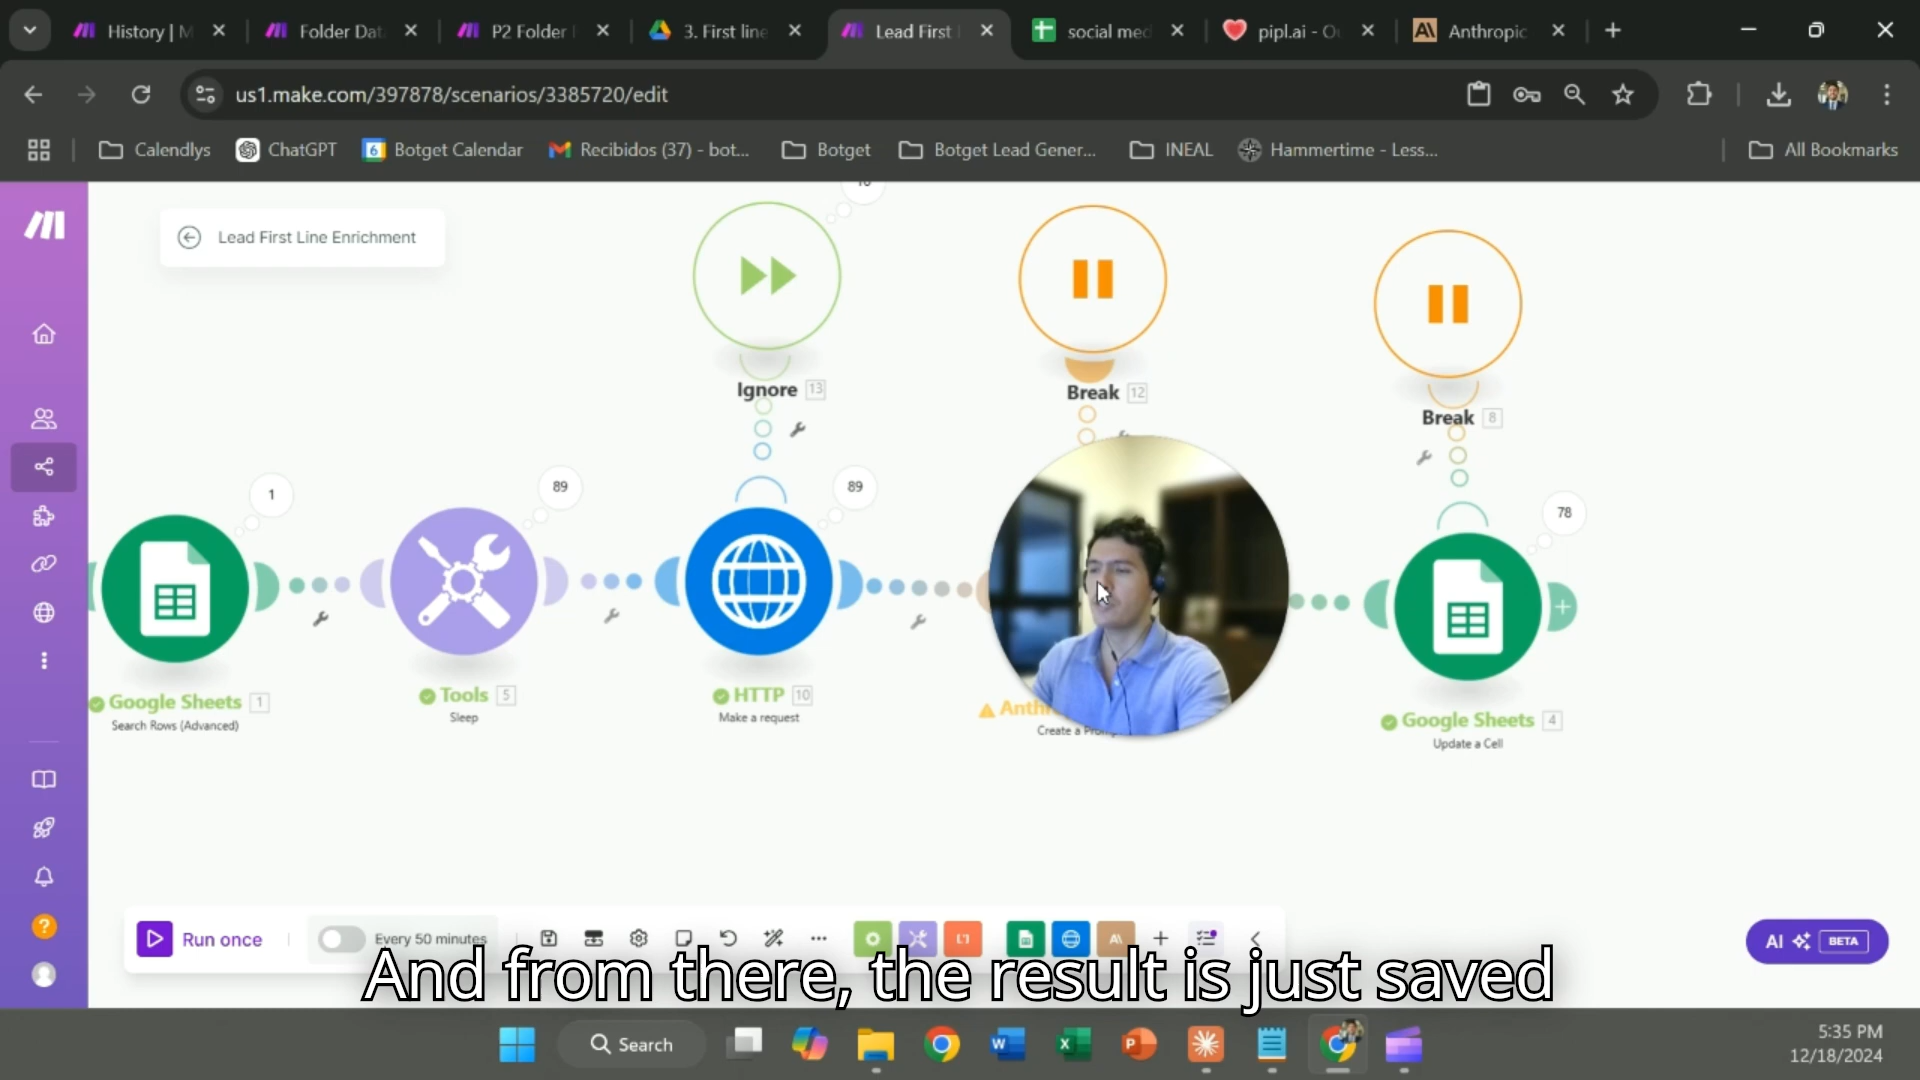 History | M
Folder Dat
P2 Folder
3. First line
Lead First
social med
pipl.ai - O
Anthropic
us1.make.com/397878/scenarios/3385720/edit
Calendlys
ChatGPT
6
Botget Calendar
Recibidos (37) - bot...
Botget
Botget Lead Gener...
INEAL
Hammertime - Less...
All Bookmarks
Lead First Line Enrichment
Ignore 13
Break 12
Break 8
1
89
89
78
Google Sheets 1
Search Rows (Advanced)
Tools 5
Sleep
HTTP 10
Make a request
Create a
Google Sheets 4
Update a Cell
Run once
Every 50 minutes
AI BETA
And from there, the result is just saved
Search
5:35 PM
12/18/2024